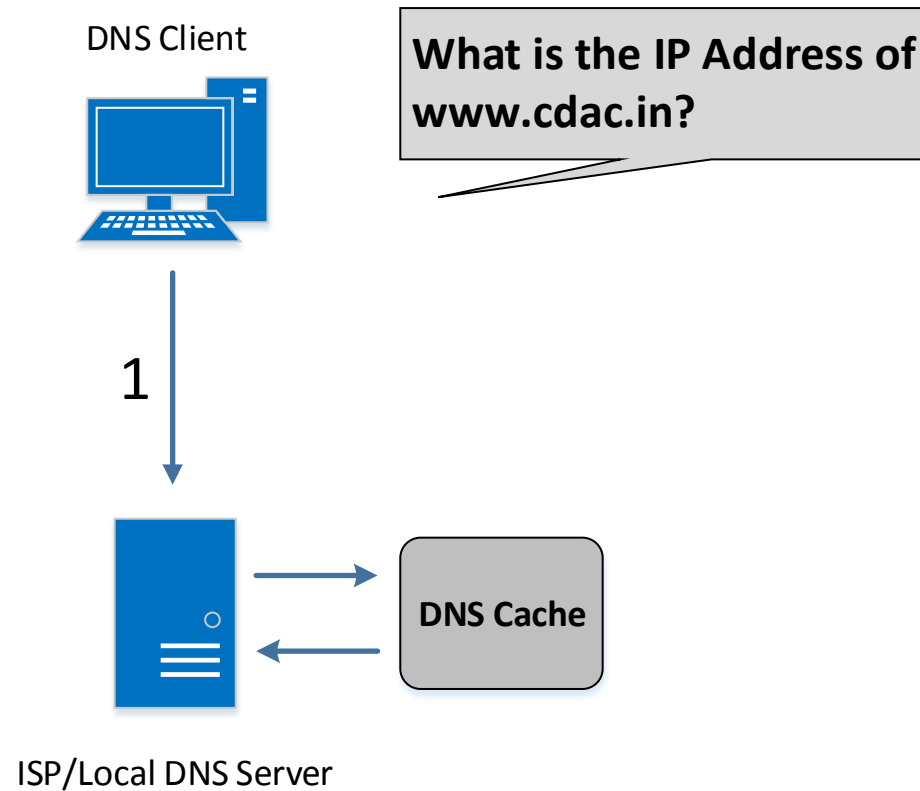 DNS Client
What is the IP Address of
www.cdac.in?
1
DNS Cache
ISP/Local DNS Server